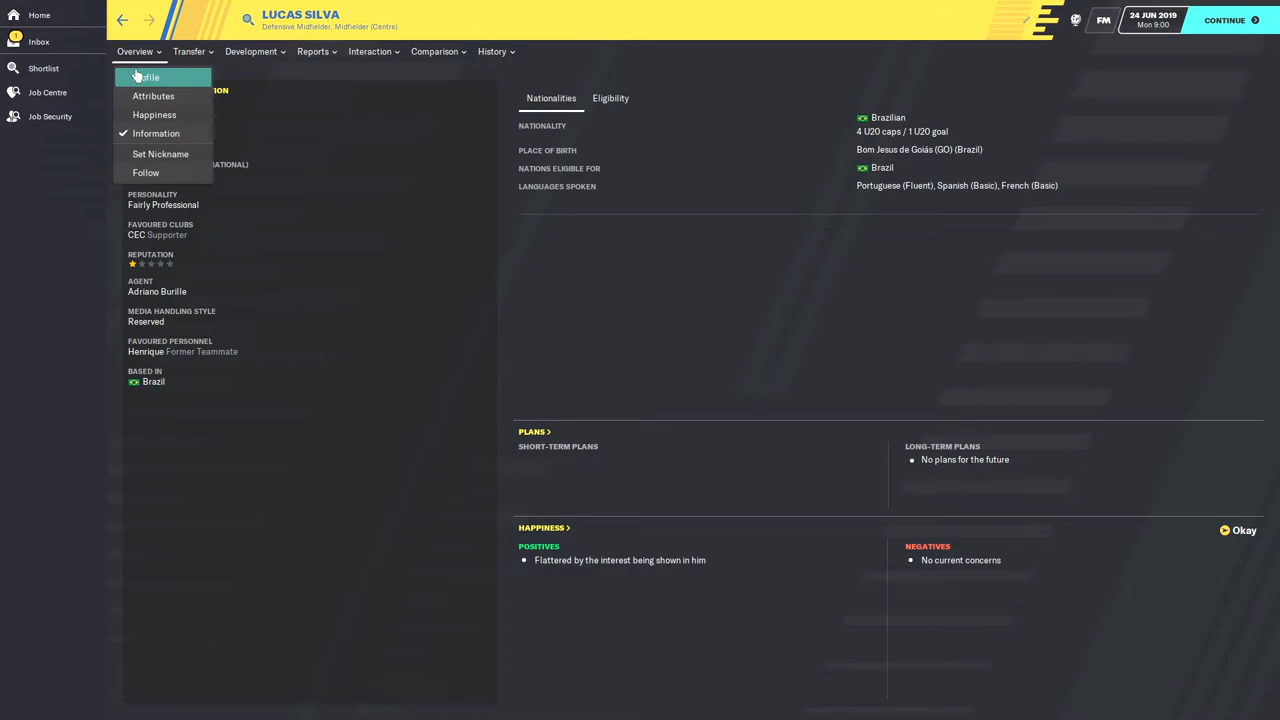 Home
1
Inbox
Shortlist
Job Centre
Job Security
LUCAS SILVA
Defensive Midfielder, Midfielder (Centre)
FM
24 JUN 2019
Mon 9:00
CONTINUE
Overview
Transfer
Development
Reports
Interaction
Comparison
History
ofile
Attributes
Happiness
Information
Set Nickname
Follow
ION
NATIONAL)
PERSONALITY
Fairly Professional
FAVOURED CLUBS
CEC Supporter
REPUTATION
AGENT
Adriano Burille
MEDIA HANDLING STYLE
Reserved
FAVOURED PERSONNEL
Henrique Former Teammate
BASED IN
Brazil
Nationalities
Eligibility
NATIONALITY
Brazilian
4 U20 caps / 1 U20 goal
PLACE OF BIRTH
Bom Jesus de Goiás (GO) (Brazil)
NATIONS ELIGIBLE FOR
Brazil
LANGUAGES SPOKEN
Portuguese (Fluent), Spanish (Basic), French (Basic)
PLANS >
SHORT-TERM PLANS
LONG-TERM PLANS
No plans for the future
HAPPINESS >
Okay
POSITIVES
Flattered by the interest being shown in him
NEGATIVES
No current concerns